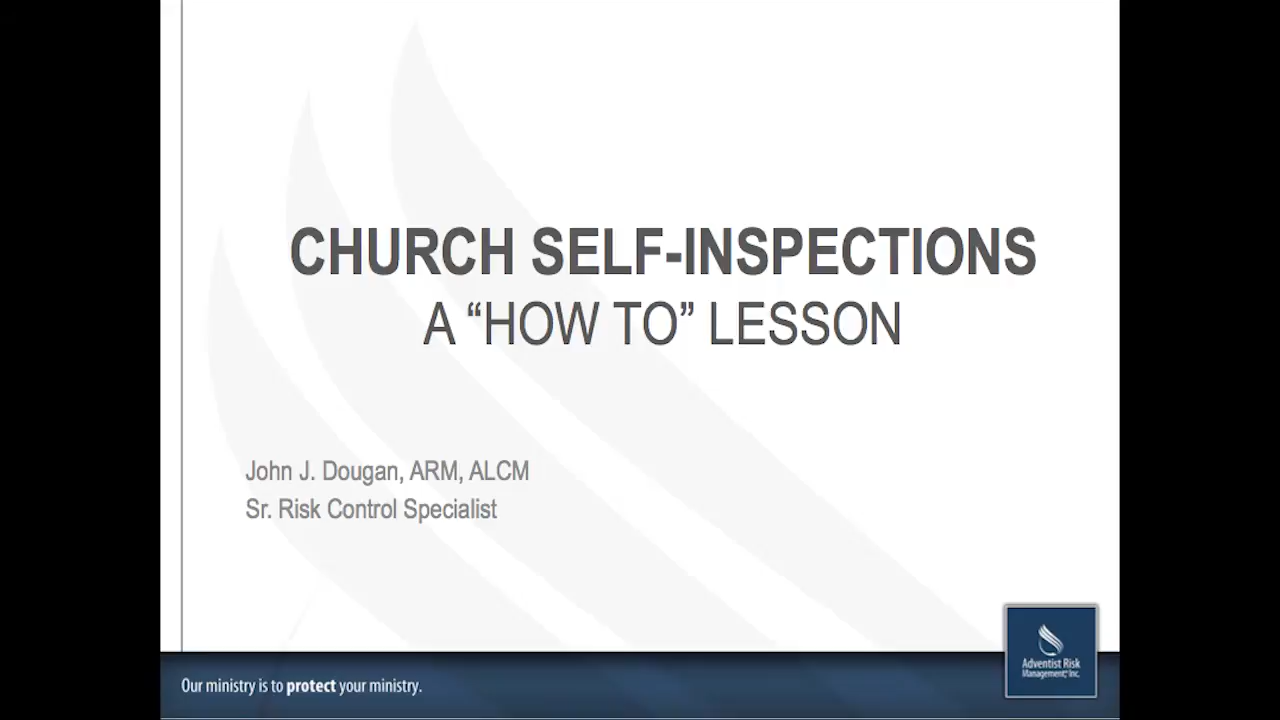 CHURCH SELF-INSPECTIONS
A “HOW TO” LESSON
John J. Dougan, ARM, ALCM
Sr. Risk Control Specialist
Our ministry is to protect your ministry.
Adventist Risk
Management, Inc.